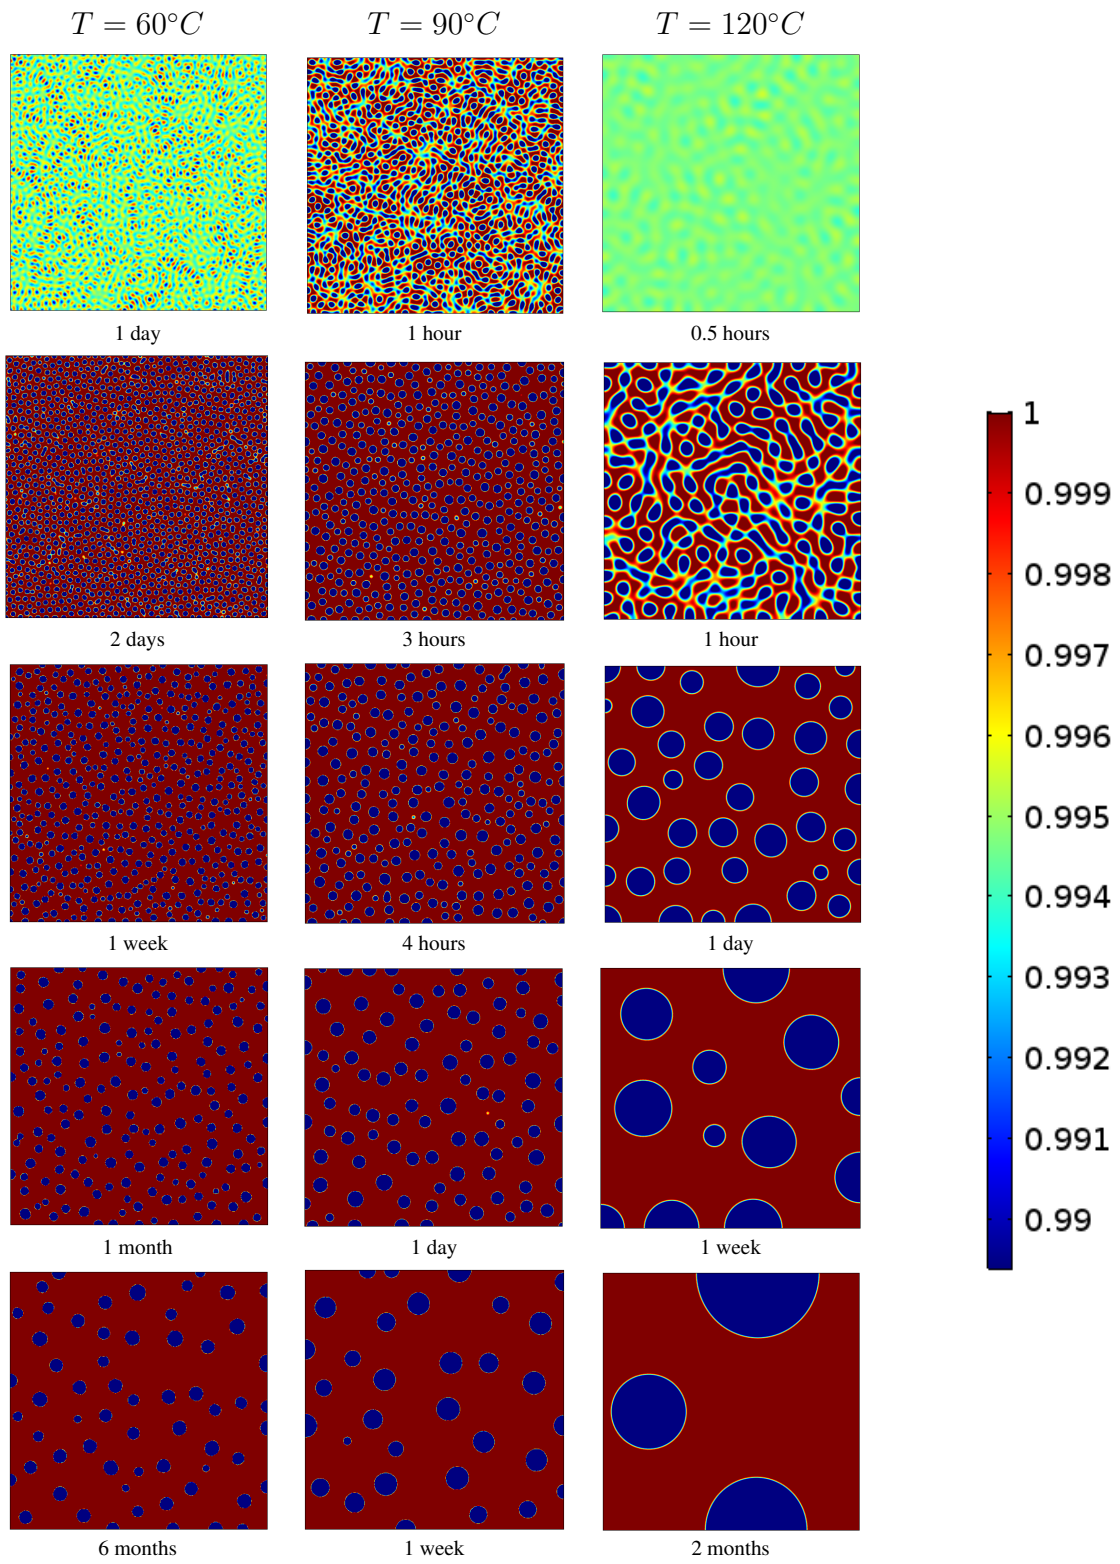 T = 60°C T = 90°C T = 120°C
1 day 1 hour 0.5 hours
2 days 3 hours 1 hour
1 week 4 hours 1 day
1 month 1 day 1 week
6 months 1 week 2 months
1
0.999
0.998
0.997
0.996
0.995
0.994
0.993
0.992
0.991
0.99